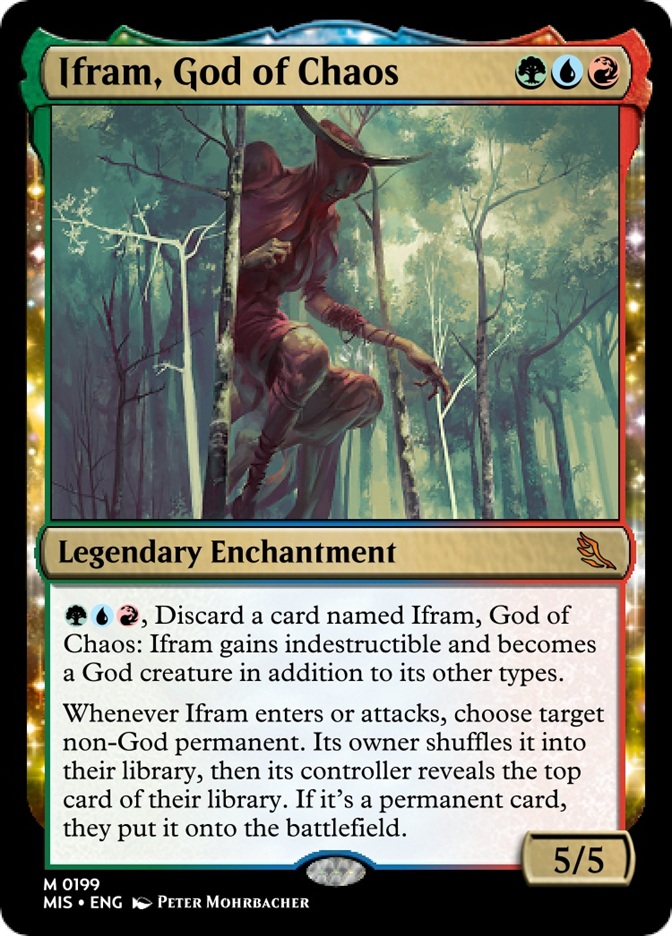 Ifram, God of Chaos
Legendary Enchantment
, Discard a card named Ifram, God of
Chaos: Ifram gains indestructible and becomes
a God creature in addition to its other types.
Whenever Ifram enters or attacks, choose target
non-God permanent. Its owner shuffles it into
their library, then its controller reveals the top
card of their library. If it's a permanent card,
they put it onto the battlefield.
5/5
M 0199
MIS • ENG Peter Mohrbacher